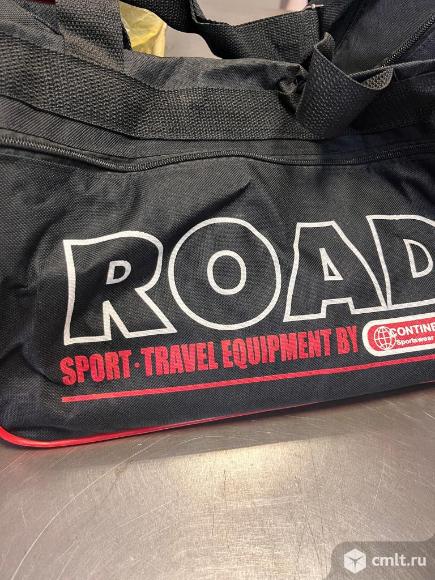 ROAD
SPORT · TRAVEL EQUIPMENT BY
CONTINE
Sportswear
cmlt.ru